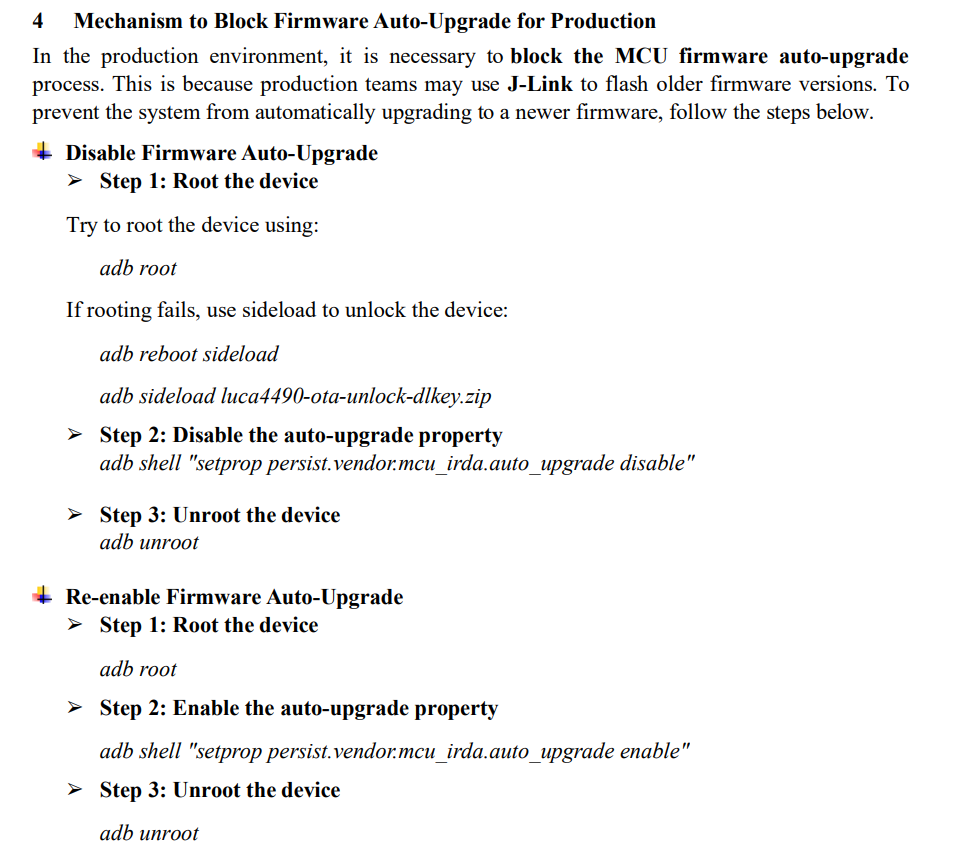 4 Mechanism to Block Firmware Auto-Upgrade for Production
In the production environment, it is necessary to block the MCU firmware auto-upgrade
process. This is because production teams may use J-Link to flash older firmware versions. To
prevent the system from automatically upgrading to a newer firmware, follow the steps below.
Disable Firmware Auto-Upgrade
➢ Step 1: Root the device
Try to root the device using:
adb root
If rooting fails, use sideload to unlock the device:
adb reboot sideload
adb sideload luca4490-ota-unlock-dlkey.zip
➢ Step 2: Disable the auto-upgrade property
adb shell "setprop persist.vendor.mcu_irda.auto_upgrade disable"
➢ Step 3: Unroot the device
adb unroot
Re-enable Firmware Auto-Upgrade
➢ Step 1: Root the device
adb root
➢ Step 2: Enable the auto-upgrade property
adb shell "setprop persist.vendor.mcu_irda.auto_upgrade enable"
➢ Step 3: Unroot the device
adb unroot